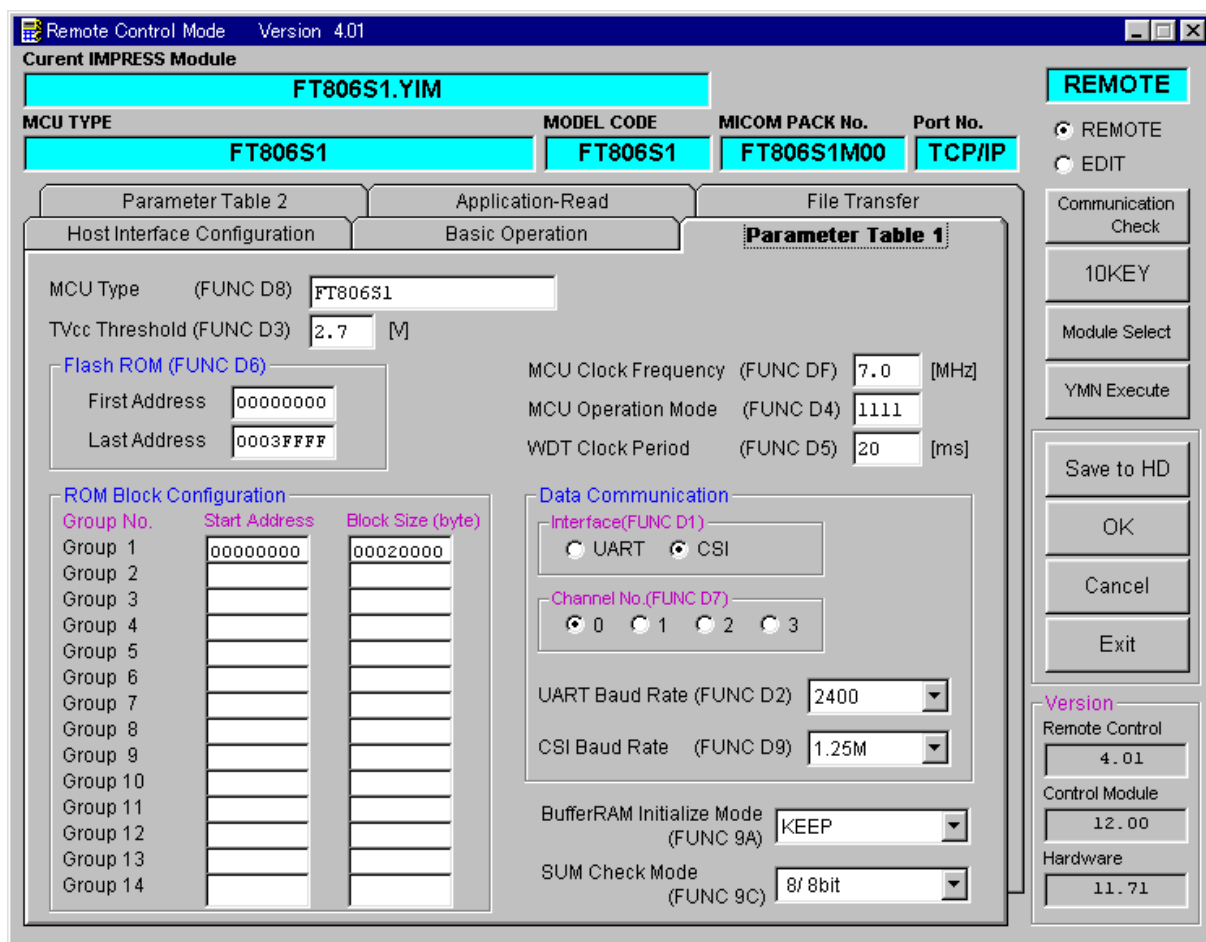 Remote Control Mode Version 4.01
Curent IMPRESS Module
FT806S1.YIM
MCU TYPE MODEL CODE MICOM PACK No. Port No.
FT806S1 FT806S1 FT806S1M00 TCP/IP
REMOTE
REMOTE
EDIT
Communication
Check
10KEY
Module Select
YMN Execute
Save to HD
OK
Cancel
Exit
Version
Remote Control
4.01
Control Module
12.00
Hardware
11.71
Parameter Table 2 Application-Read File Transfer
Host Interface Configuration Basic Operation Parameter Table 1
MCU Type (FUNC D8) FT806S1
TVcc Threshold (FUNC D3) 2.7 [V]
Flash ROM (FUNC D6)
First Address 00000000
Last Address 0003FFFF
MCU Clock Frequency (FUNC DF) 7.0 [MHz]
MCU Operation Mode (FUNC D4) 1111
WDT Clock Period (FUNC D5) 20 [ms]
ROM Block Configuration
Group No. Start Address Block Size (byte)
Group 1 00000000 00020000
Group 2
Group 3
Group 4
Group 5
Group 6
Group 7
Group 8
Group 9
Group 10
Group 11
Group 12
Group 13
Group 14
Data Communication
Interface(FUNC D1)
UART CSI
Channel No.(FUNC D7)
0 1 2 3
UART Baud Rate (FUNC D2) 2400
CSI Baud Rate (FUNC D9) 1.25M
BufferRAM Initialize Mode
(FUNC 9A) KEEP
SUM Check Mode
(FUNC 9C) 8/ 8bit